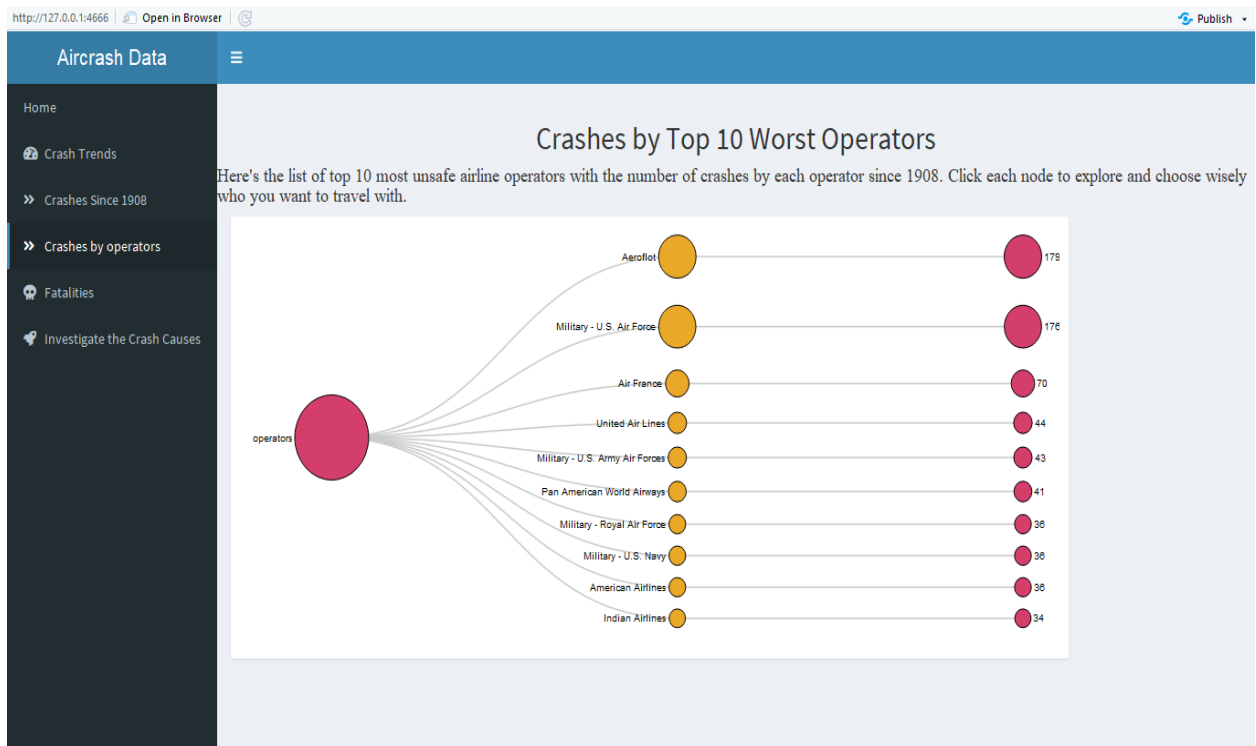 http://127.0.0.1:4666
Open in Browser
Publish
Aircrash Data
Home
Crash Trends
Crashes Since 1908
Crashes by operators
Fatalities
Investigate the Crash Causes
Crashes by Top 10 Worst Operators
Here's the list of top 10 most unsafe airline operators with the number of crashes by each operator since 1908. Click each node to explore and choose wisely
who you want to travel with.
operators
Aeroflot 179
Military - U.S. Air Force 176
Air France 70
United Air Lines 44
Military - U.S. Army Air Forces 43
Pan American World Airways 41
Military - Royal Air Force 36
Military - U.S. Navy 36
American Airlines 36
Indian Airlines 34